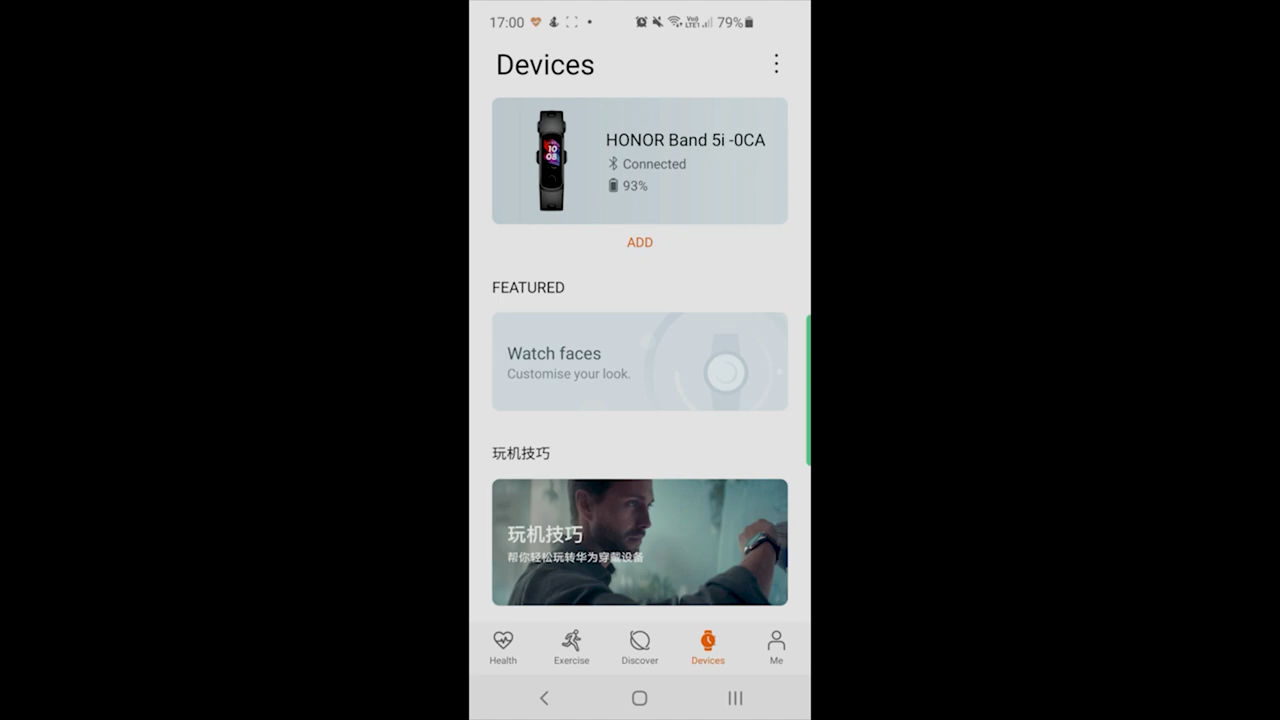 17:00 79%
Devices
10
08
HONOR Band 5i -0CA
Connected
93%
ADD
FEATURED
Watch faces
Customise your look.
玩机技巧
玩机技巧
帮你轻松玩转华为穿戴设备
Health Exercise Discover Devices Me